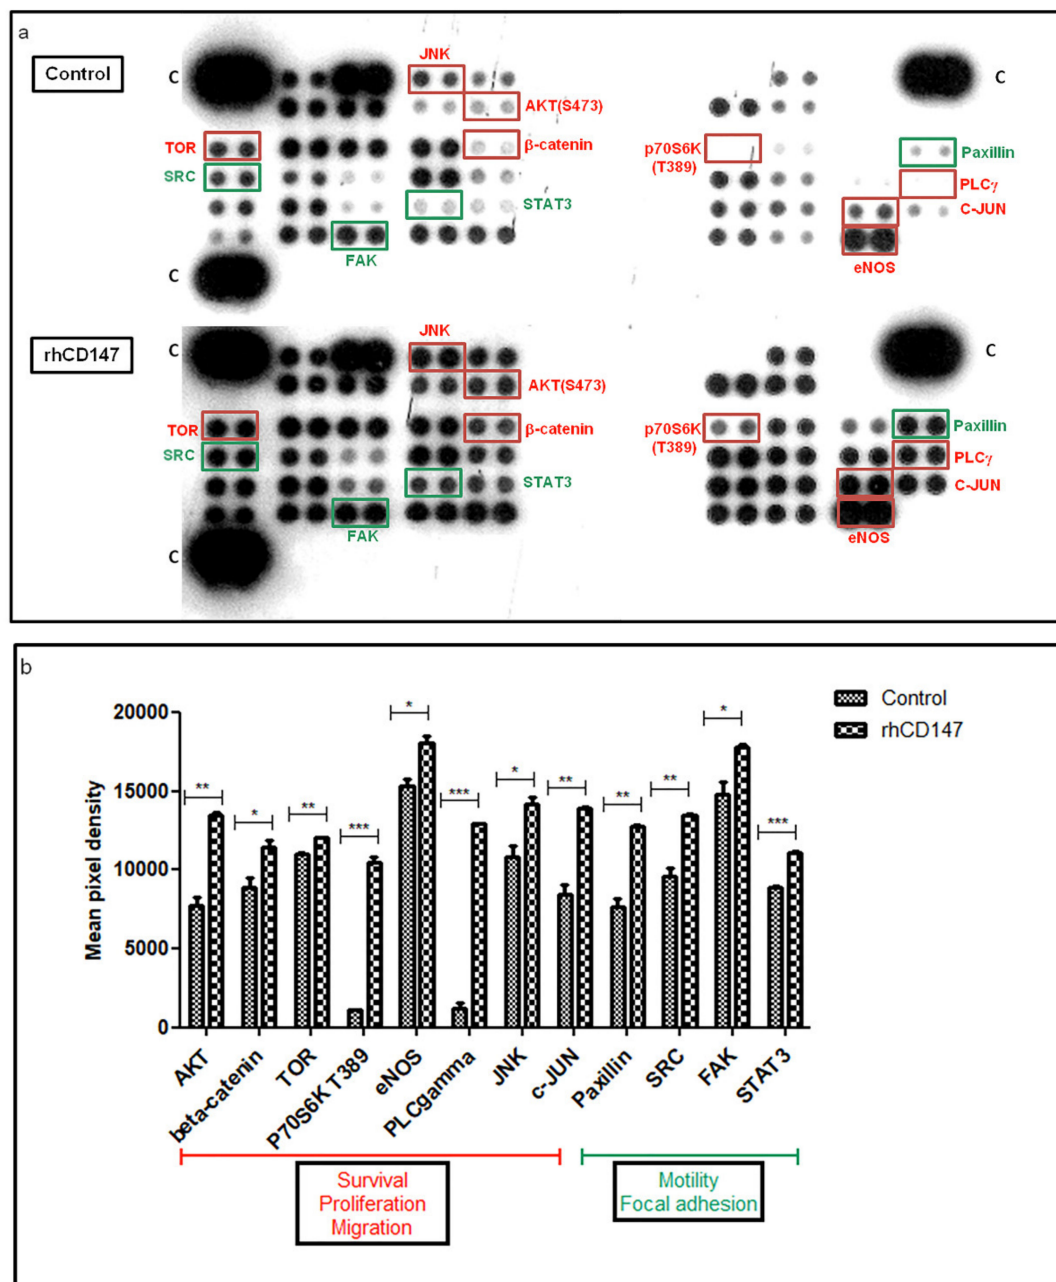 a
Control
C
JNK
C
AKT(S473)
TOR
β-catenin
p70S6K
(T389)
Paxillin
SRC
PLCγ
STAT3
C-JUN
FAK
eNOS
C
rhCD147
C
JNK
C
AKT(S473)
TOR
β-catenin
p70S6K
(T389)
Paxillin
SRC
PLCγ
STAT3
C-JUN
FAK
eNOS
C
b
Control
rhCD147
Mean pixel density
20000
15000
10000
5000
0
**
*
**
***
*
***
*
**
**
**
*
***
AKT
beta-catenin
TOR
P70S6K T389
eNOS
PLCgamma
JNK
c-JUN
Paxillin
SRC
FAK
STAT3
Survival
Proliferation
Migration
Motility
Focal adhesion